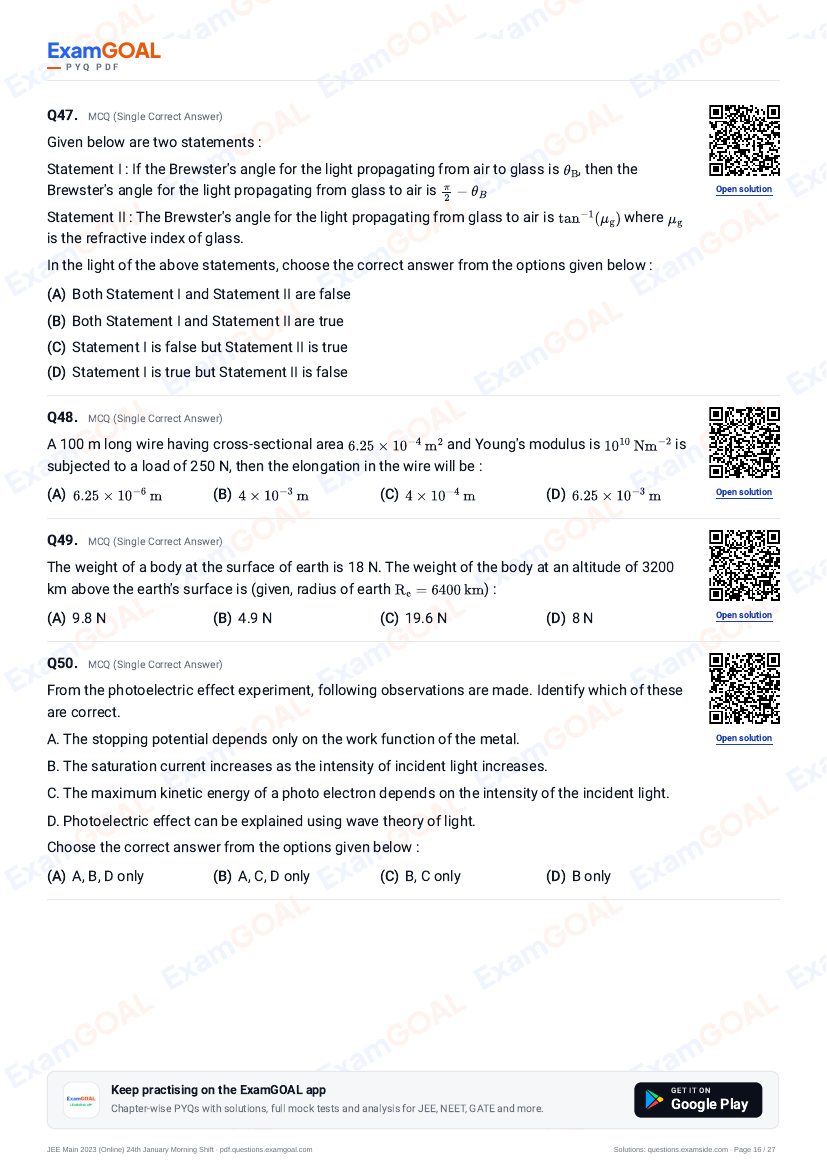 ExamGOAL
PYQ PDF
Q47. MCQ (Single Correct Answer)
Given below are two statements :
Statement I : If the Brewster's angle for the light propagating from air to glass is θ_B, then the
Brewster's angle for the light propagating from glass to air is π/2 − θ_B
Statement II : The Brewster's angle for the light propagating from glass to air is tan⁻¹(μ_g) where μ_g
is the refractive index of glass.
In the light of the above statements, choose the correct answer from the options given below :
(A) Both Statement I and Statement II are false
(B) Both Statement I and Statement II are true
(C) Statement I is false but Statement II is true
(D) Statement I is true but Statement II is false
Open solution
Q48. MCQ (Single Correct Answer)
A 100 m long wire having cross-sectional area 6.25 × 10⁻⁴ m² and Young's modulus is 10¹⁰ Nm⁻² is
subjected to a load of 250 N, then the elongation in the wire will be :
(A) 6.25 × 10⁻⁶ m (B) 4 × 10⁻³ m (C) 4 × 10⁻⁴ m (D) 6.25 × 10⁻³ m
Open solution
Q49. MCQ (Single Correct Answer)
The weight of a body at the surface of earth is 18 N. The weight of the body at an altitude of 3200
km above the earth's surface is (given, radius of earth R_e = 6400 km) :
(A) 9.8 N (B) 4.9 N (C) 19.6 N (D) 8 N
Open solution
Q50. MCQ (Single Correct Answer)
From the photoelectric effect experiment, following observations are made. Identify which of these
are correct.
A. The stopping potential depends only on the work function of the metal.
B. The saturation current increases as the intensity of incident light increases.
C. The maximum kinetic energy of a photo electron depends on the intensity of the incident light.
D. Photoelectric effect can be explained using wave theory of light.
Choose the correct answer from the options given below :
(A) A, B, D only (B) A, C, D only (C) B, C only (D) B only
Open solution
ExamGOAL
Keep practising on the ExamGOAL app
Chapter-wise PYQs with solutions, full mock tests and analysis for JEE, NEET, GATE and more.
GET IT ON
Google Play
JEE Main 2023 (Online) 24th January Morning Shift · pdf.questions.examgoal.com
Solutions: questions.examside.com · Page 16 / 27